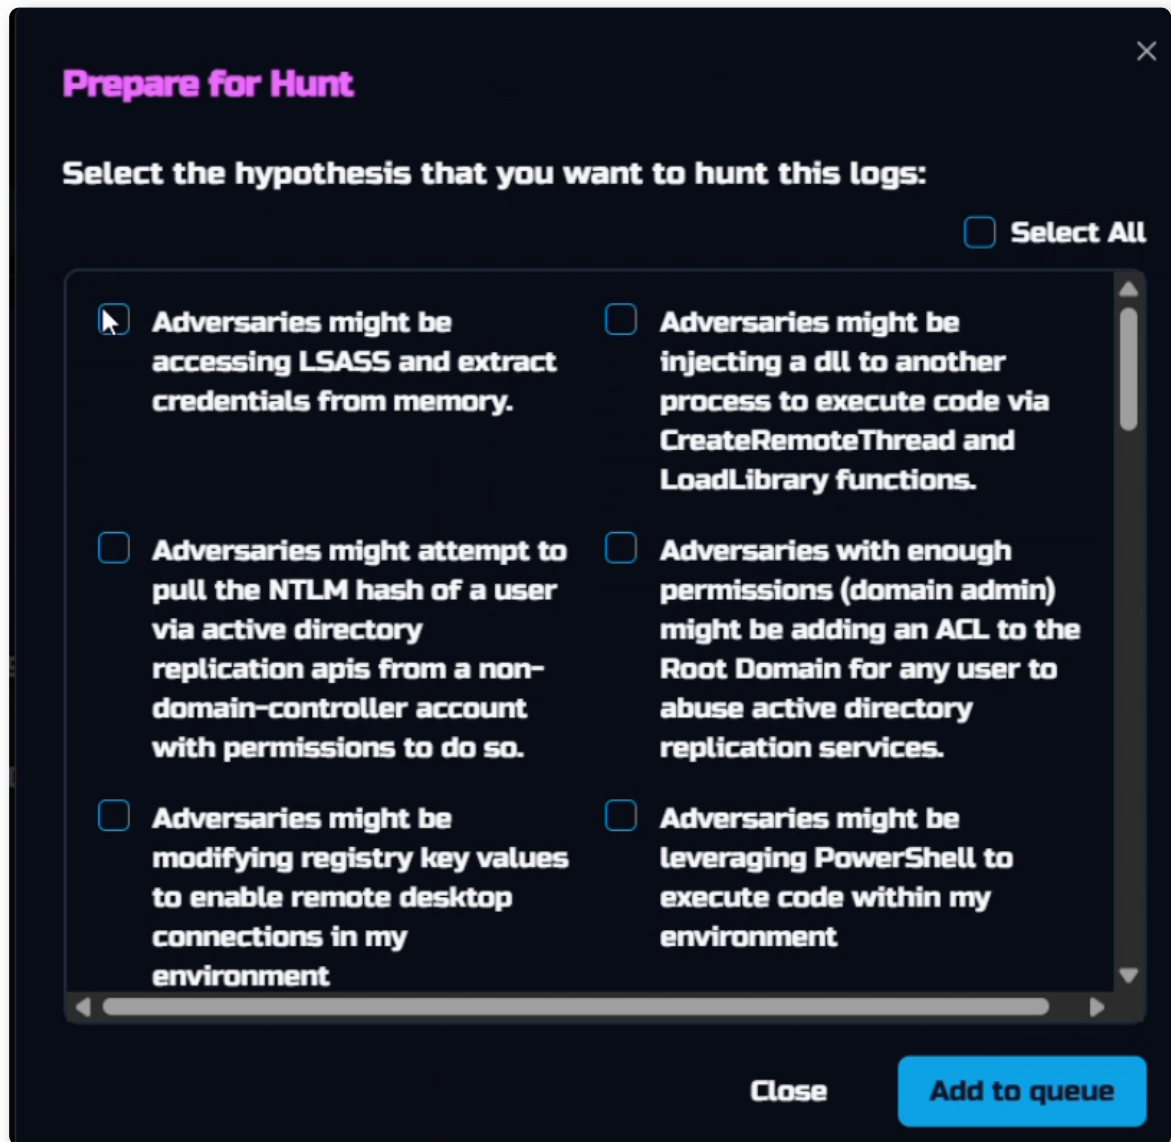 Prepare for Hunt
Select the hypothesis that you want to hunt this logs:
Select All
Adversaries might be
accessing LSASS and extract
credentials from memory.
Adversaries might be
injecting a dll to another
process to execute code via
CreateRemoteThread and
LoadLibrary functions.
Adversaries might attempt to
pull the NTLM hash of a user
via active directory
replication apis from a non-
domain-controller account
with permissions to do so.
Adversaries with enough
permissions (domain admin)
might be adding an ACL to the
Root Domain for any user to
abuse active directory
replication services.
Adversaries might be
modifying registry key values
to enable remote desktop
connections in my
environment
Adversaries might be
leveraging PowerShell to
execute code within my
environment
Close
Add to queue